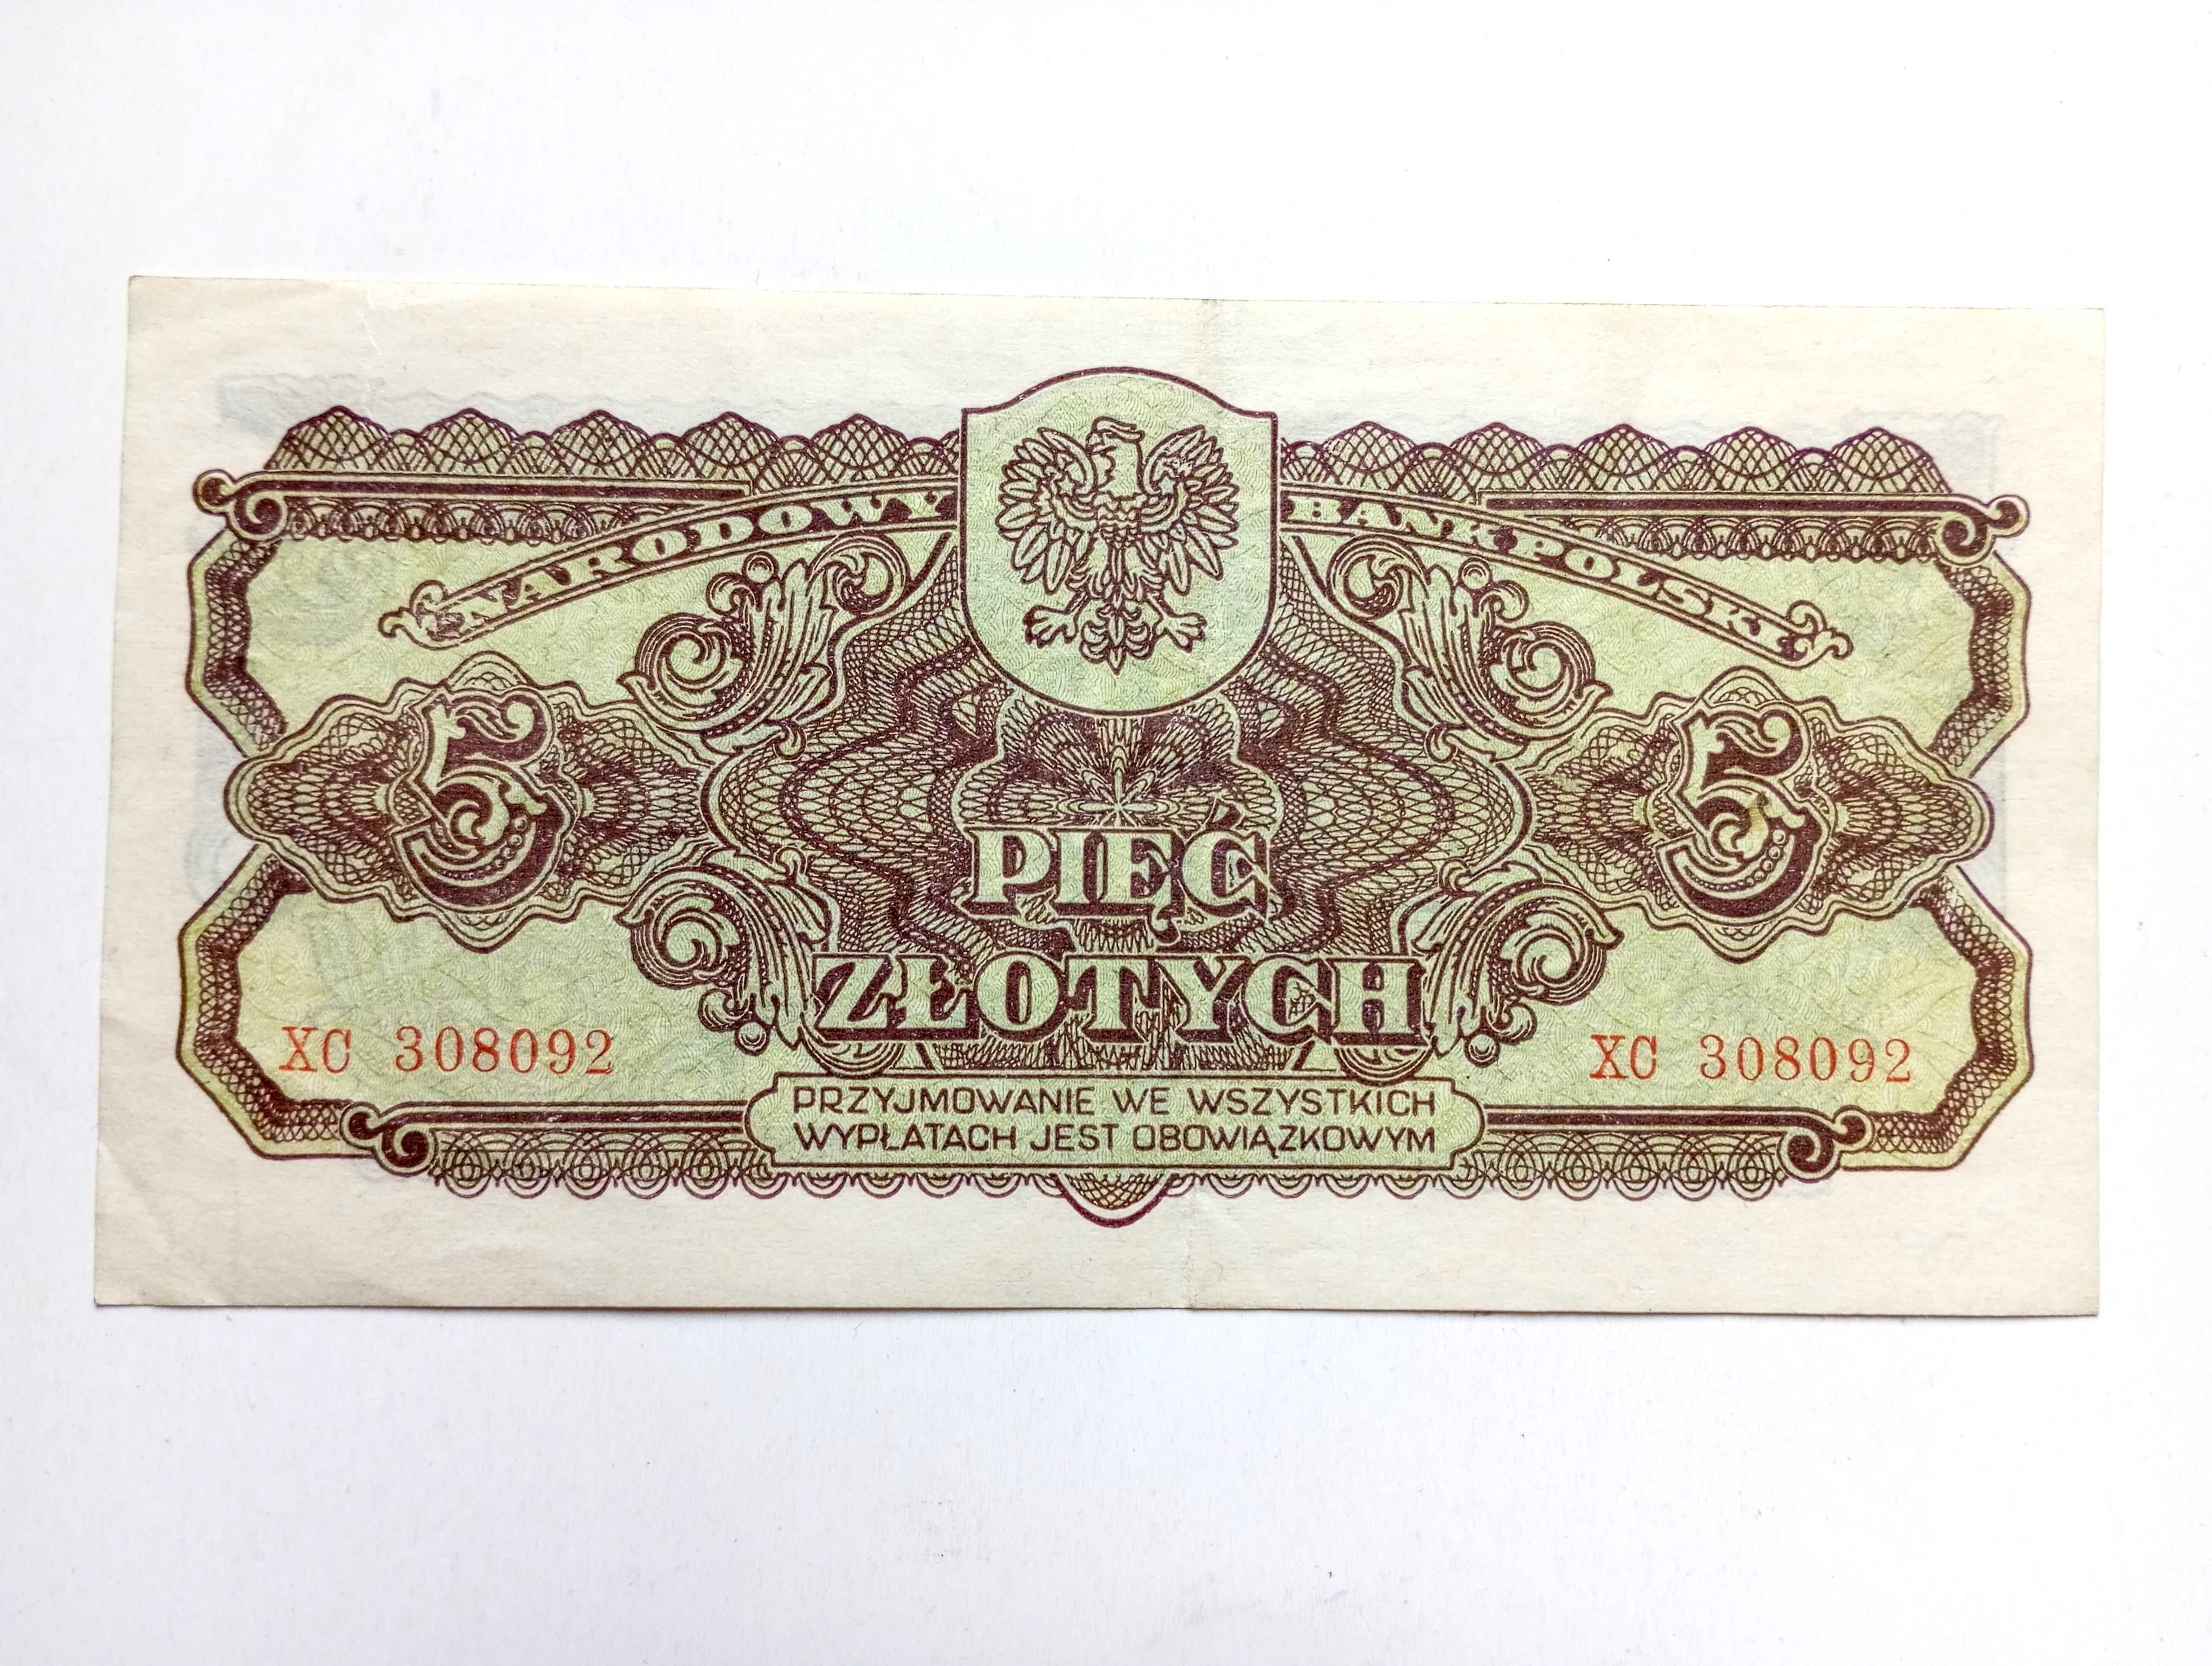 NARODOWY BANK POLSKI
5 5
PIĘĆ
ZŁOTYCH
XC 308092 XC 308092
PRZYJMOWANIE WE WSZYSTKICH
WYPŁATACH JEST OBOWIĄZKOWYM